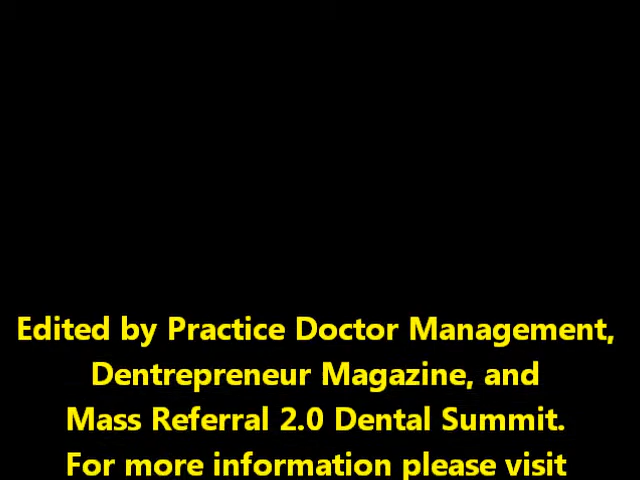 Edited by Practice Doctor Management,
Dentrepreneur Magazine, and
Mass Referral 2.0 Dental Summit.
For more information please visit